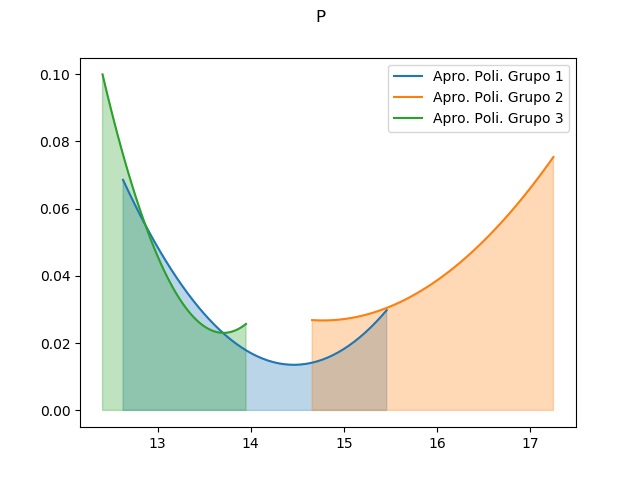 P
Apro. Poli. Grupo 1
Apro. Poli. Grupo 2
Apro. Poli. Grupo 3
0.10
0.08
0.06
0.04
0.02
0.00
13 14 15 16 17